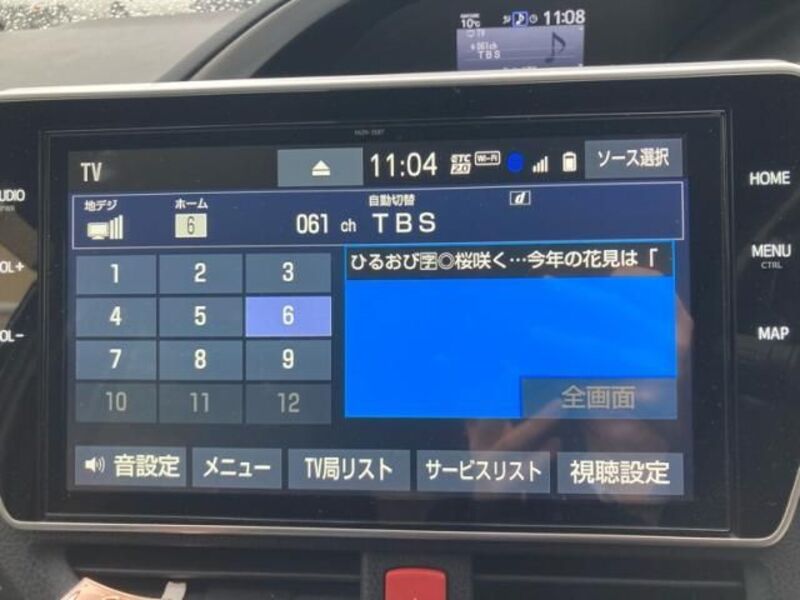 10℃ 11:08
TV
061ch
TBS
TV 11:04 ETC 2.0 Wi-Fi ソース選択
地デジ ホーム 自動切替 d
6 061 ch TBS
ひるおび🈑◎桜咲く…今年の花見は「
1 2 3
4 5 6
7 8 9
10 11 12
全画面
音設定 メニュー TV局リスト サービスリスト 視聴設定
AUDIO
VOL+
VOL-
HOME
MENU
CTRL
MAP